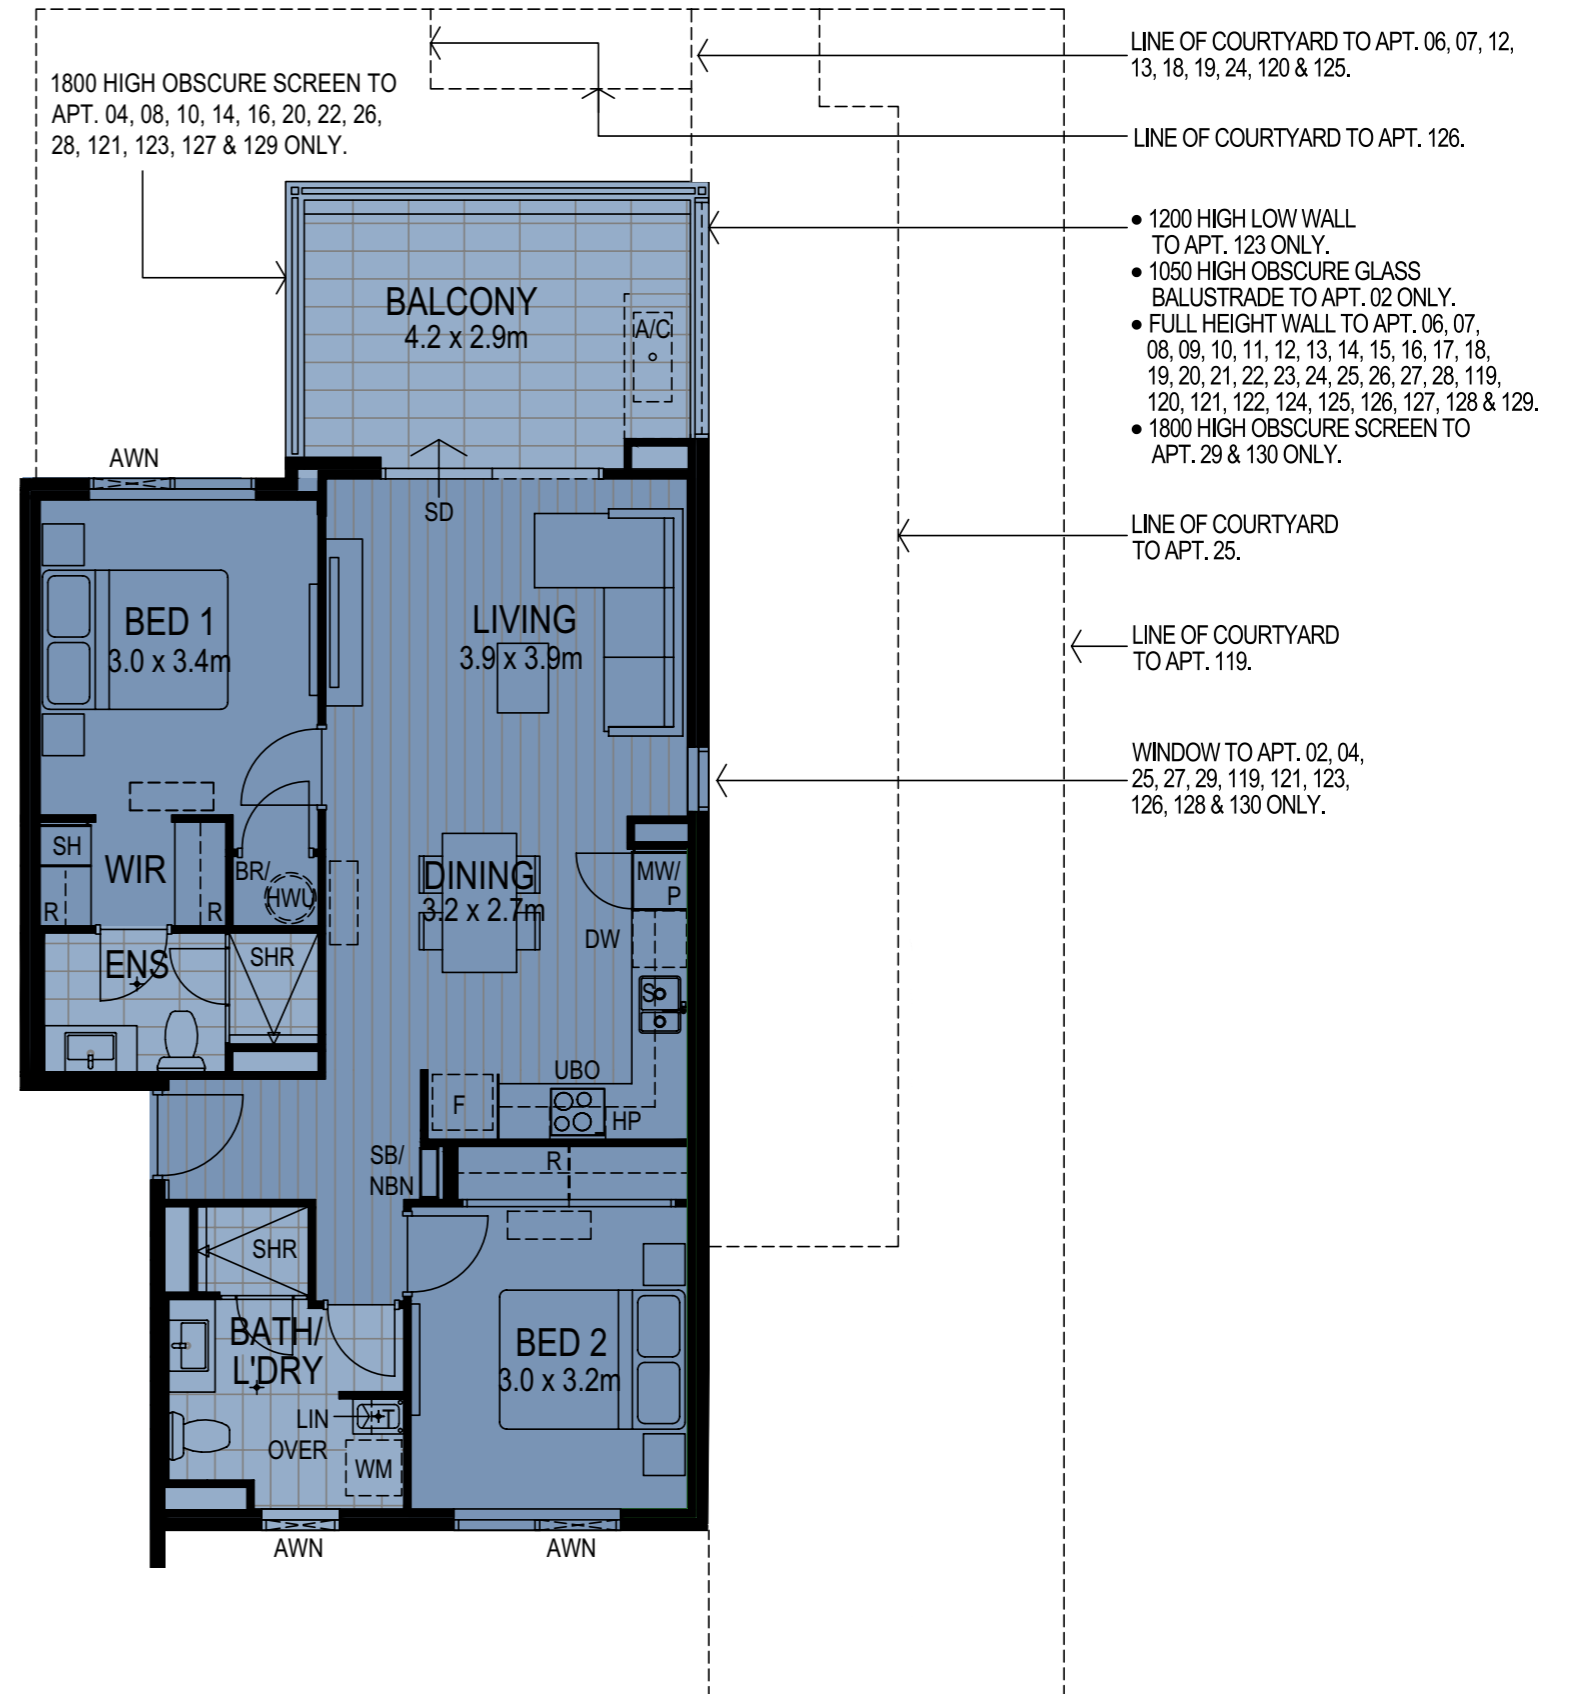 LINE OF COURTYARD TO APT. 06, 07, 12,
13, 18, 19, 24, 120 & 125.
1800 HIGH OBSCURE SCREEN TO
APT. 04, 08, 10, 14, 16, 20, 22, 26,
28, 121, 123, 127 & 129 ONLY.
LINE OF COURTYARD TO APT. 126.
• 1200 HIGH LOW WALL
TO APT. 123 ONLY.
• 1050 HIGH OBSCURE GLASS
BALUSTRADE TO APT. 02 ONLY.
• FULL HEIGHT WALL TO APT. 06, 07,
08, 09, 10, 11, 12, 13, 14, 15, 16, 17, 18,
19, 20, 21, 22, 23, 24, 25, 26, 27, 28, 119,
120, 121, 122, 124, 125, 126, 127, 128 & 129.
• 1800 HIGH OBSCURE SCREEN TO
APT. 29 & 130 ONLY.
BALCONY
4.2 x 2.9m
A/C
AWN
SD
LINE OF COURTYARD
TO APT. 25.
BED 1
3.0 x 3.4m
LIVING
3.9 x 3.9m
LINE OF COURTYARD
TO APT. 119.
WINDOW TO APT. 02, 04,
25, 27, 29, 119, 121, 123,
126, 128 & 130 ONLY.
SH
WIR
R
R
BR/
HWU
DINING
3.2 x 2.7m
MW/
P
DW
ENS
SHR
S
UBO
F
HP
SB/
NBN
R
SHR
BATH/
L'DRY
BED 2
3.0 x 3.2m
LIN
OVER
T
WM
AWN
AWN